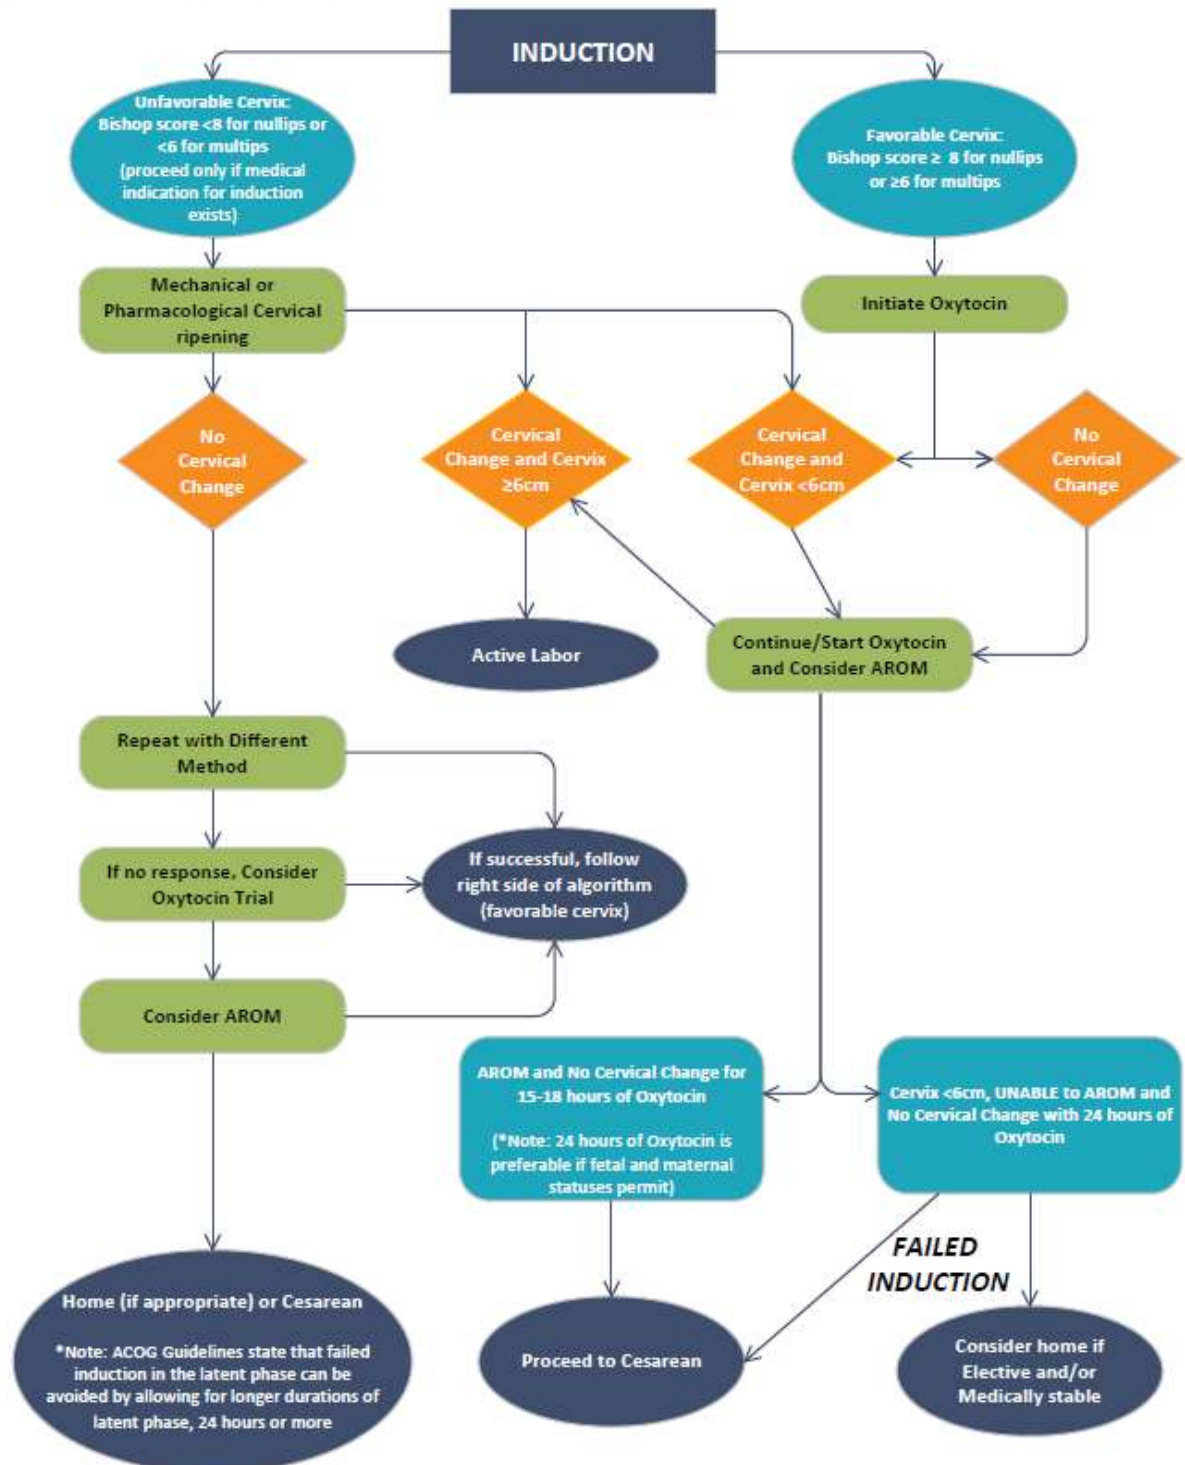 INDUCTION
Unfavorable Cervix:
Bishop score <8 for nullips or
<6 for multips
(proceed only if medical
indication for induction
exists)
Favorable Cervix:
Bishop score ≥ 8 for nullips
or ≥6 for multips
Mechanical or
Pharmacological Cervical
ripening
Initiate Oxytocin
No
Cervical
Change
Cervical
Change and Cervix
≥6cm
Cervical
Change and
Cervix <6cm
No
Cervical
Change
Active Labor
Continue/Start Oxytocin
and Consider AROM
Repeat with Different
Method
If no response, Consider
Oxytocin Trial
If successful, follow
right side of algorithm
(favorable cervix)
Consider AROM
AROM and No Cervical Change for
15-18 hours of Oxytocin
(*Note: 24 hours of Oxytocin is
preferable if fetal and maternal
statuses permit)
Cervix <6cm, UNABLE to AROM and
No Cervical Change with 24 hours of
Oxytocin
FAILED
INDUCTION
Home (if appropriate) or Cesarean
*Note: ACOG Guidelines state that failed
induction in the latent phase can be
avoided by allowing for longer durations of
latent phase, 24 hours or more
Proceed to Cesarean
Consider home if
Elective and/or
Medically stable